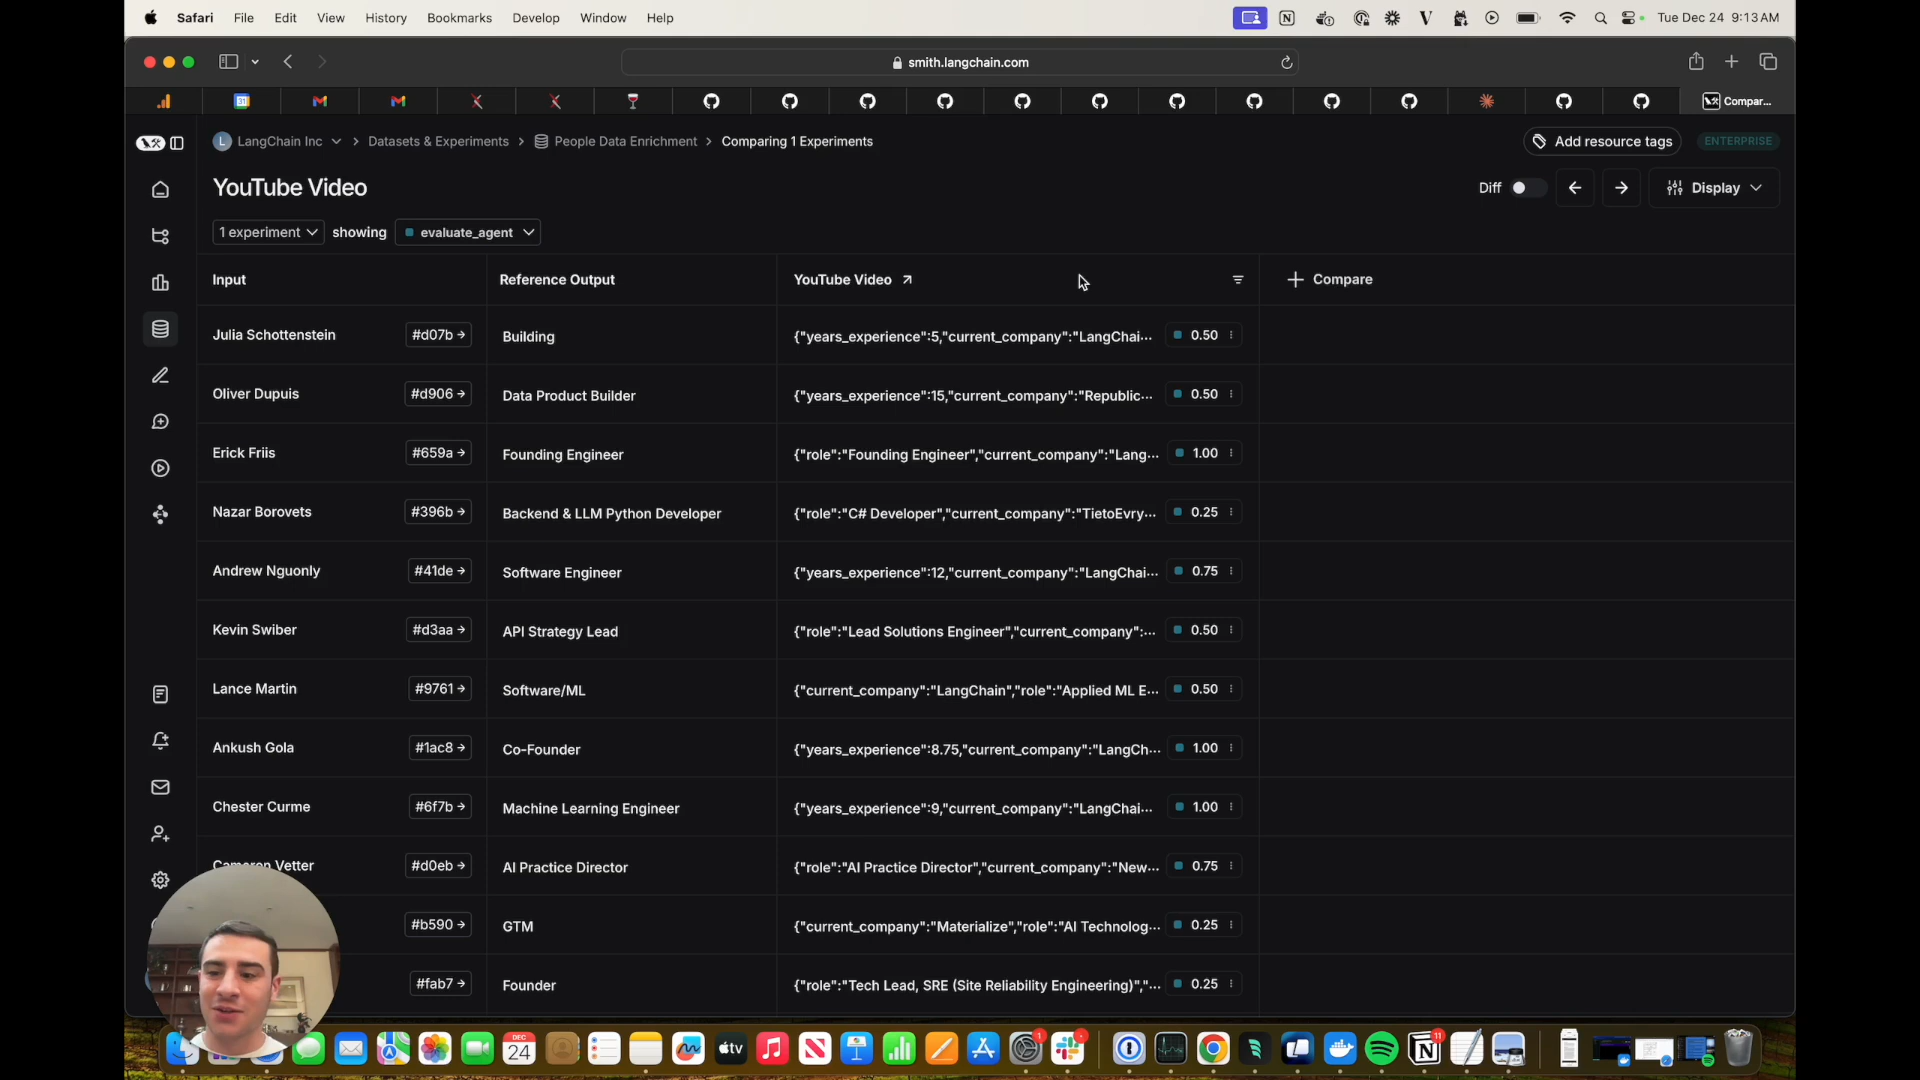 Safari File Edit View History Bookmarks Develop Window Help Tue Dec 24 9:13 AM
smith.langchain.com
Compar...
L LangChain Inc > Datasets & Experiments > People Data Enrichment > Comparing 1 Experiments Add resource tags ENTERPRISE
YouTube Video Diff Display
1 experiment showing evaluate_agent
Input Reference Output YouTube Video Compare
Julia Schottenstein #d07b Building {"years_experience":5,"current_company":"LangChai... 0.50
Oliver Dupuis #d906 Data Product Builder {"years_experience":15,"current_company":"Republic... 0.50
Erick Friis #659a Founding Engineer {"role":"Founding Engineer","current_company":"Lang... 1.00
Nazar Borovets #396b Backend & LLM Python Developer {"role":"C# Developer","current_company":"TietoEvry... 0.25
Andrew Nguonly #41de Software Engineer {"years_experience":12,"current_company":"LangChai... 0.75
Kevin Swiber #d3aa API Strategy Lead {"role":"Lead Solutions Engineer","current_company":... 0.50
Lance Martin #9761 Software/ML {"current_company":"LangChain","role":"Applied ML E... 0.50
Ankush Gola #1ac8 Co-Founder {"years_experience":8.75,"current_company":"LangCh... 1.00
Chester Curme #6f7b Machine Learning Engineer {"years_experience":9,"current_company":"LangChai... 1.00
Cameron Vetter #d0eb AI Practice Director {"role":"AI Practice Director","current_company":"New... 0.75
#b590 GTM {"current_company":"Materialize","role":"AI Technolog... 0.25
#fab7 Founder {"role":"Tech Lead, SRE (Site Reliability Engineering)","... 0.25
DEC
24
tv
1
11